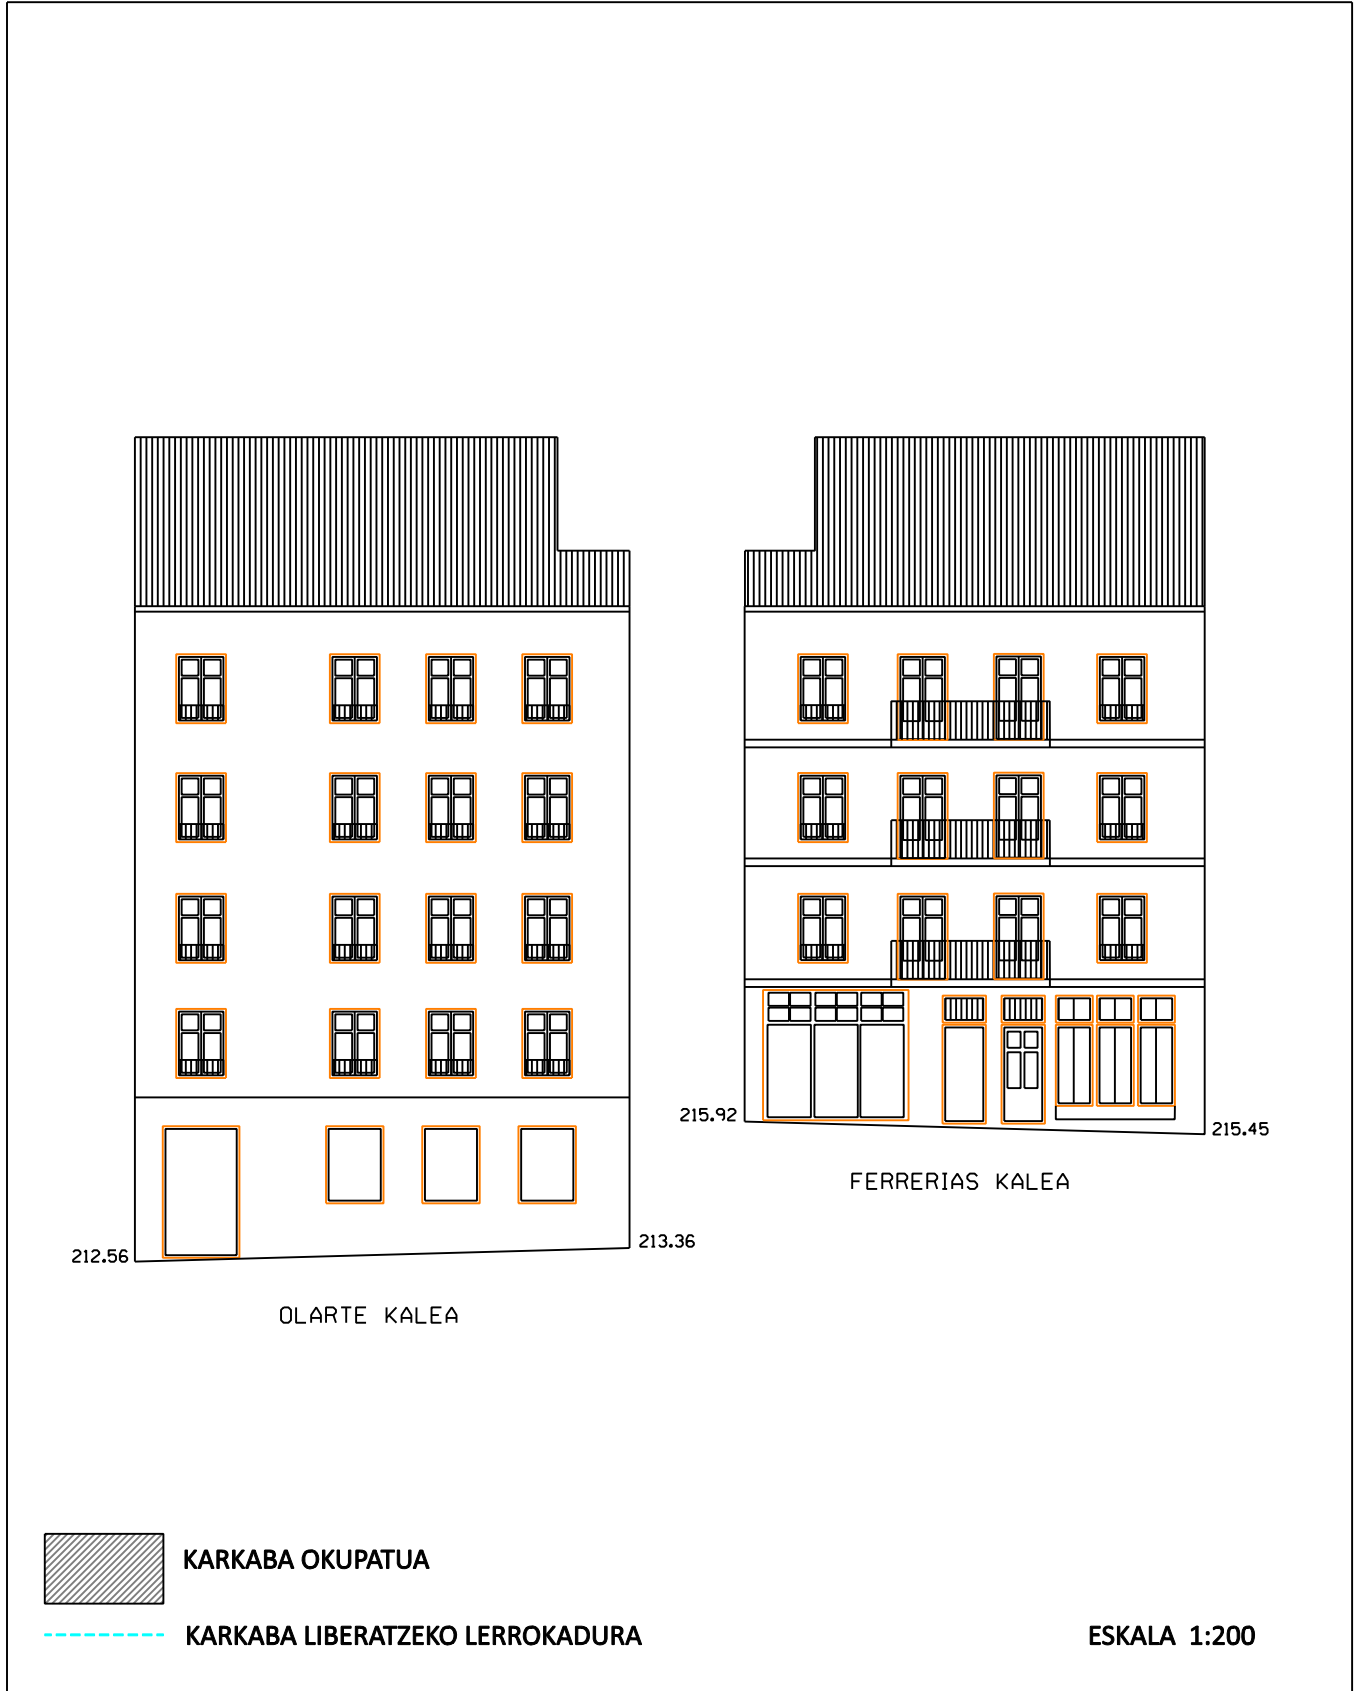 215.92
215.45
FERRERIAS KALEA
212.56
213.36
OLARTE KALEA
KARKABA OKUPATUA
KARKABA LIBERATZEKO LERROKADURA
ESKALA 1:200